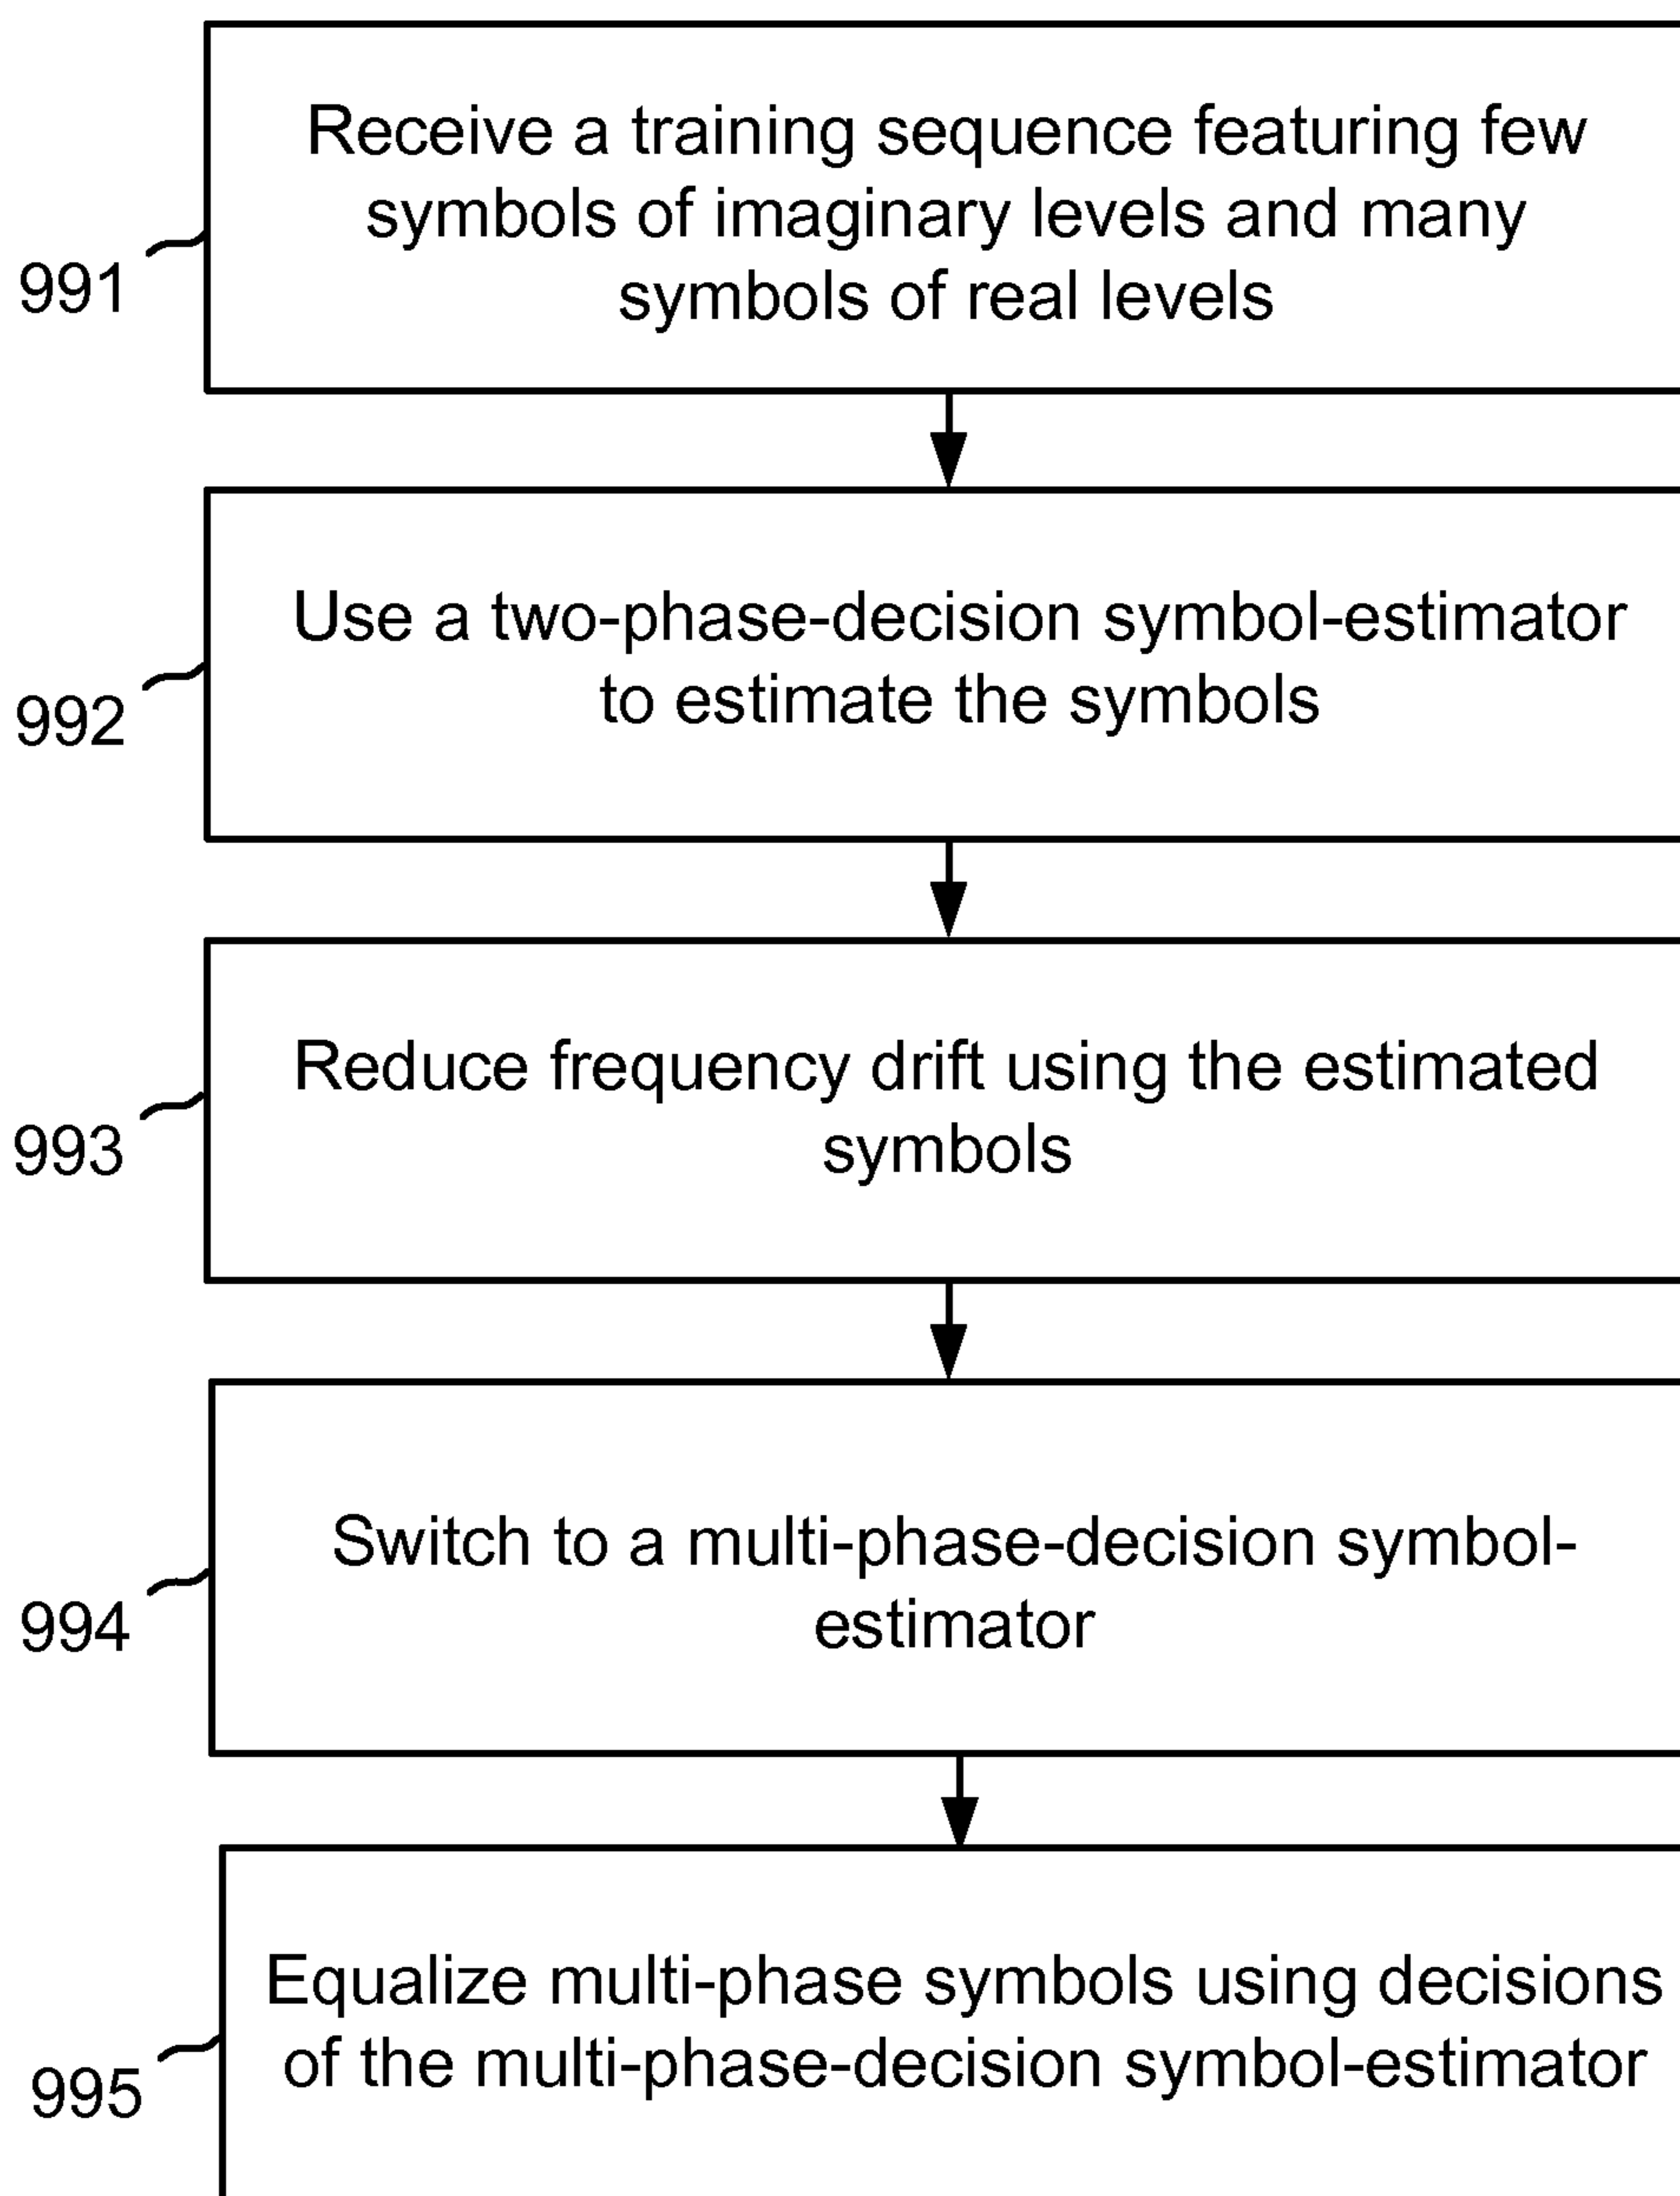 Receive a training sequence featuring few
symbols of imaginary levels and many
symbols of real levels
991
Use a two-phase-decision symbol-estimator
to estimate the symbols
992
Reduce frequency drift using the estimated
symbols
993
Switch to a multi-phase-decision symbol-
estimator
994
Equalize multi-phase symbols using decisions
of the multi-phase-decision symbol-estimator
995